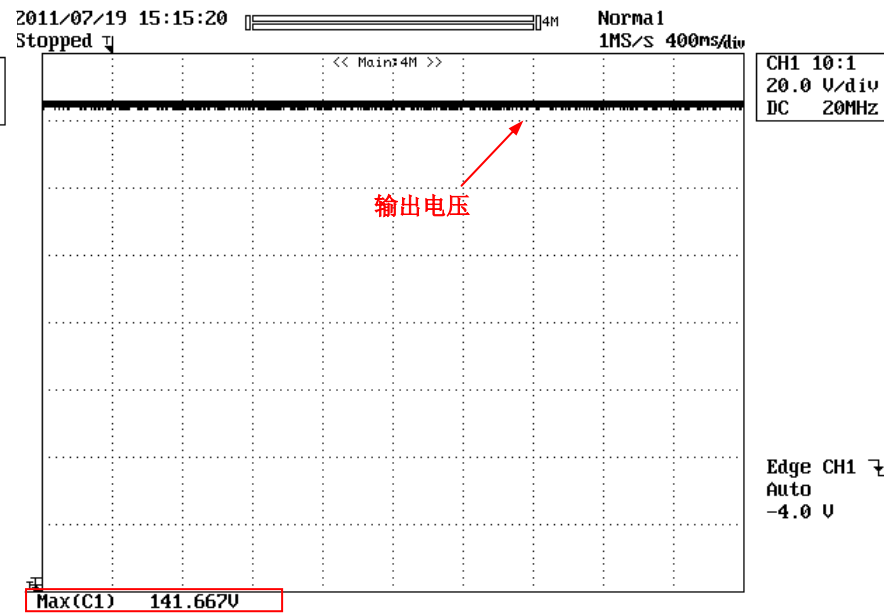 2011/07/19 15:15:20
4M
Normal
Stopped
1MS/s 400ms/div
<< Main:4M >>
CH1 10:1
20.0 V/div
DC 20MHz
输出电压
Edge CH1
Auto
-4.0 V
Max(C1) 141.667V